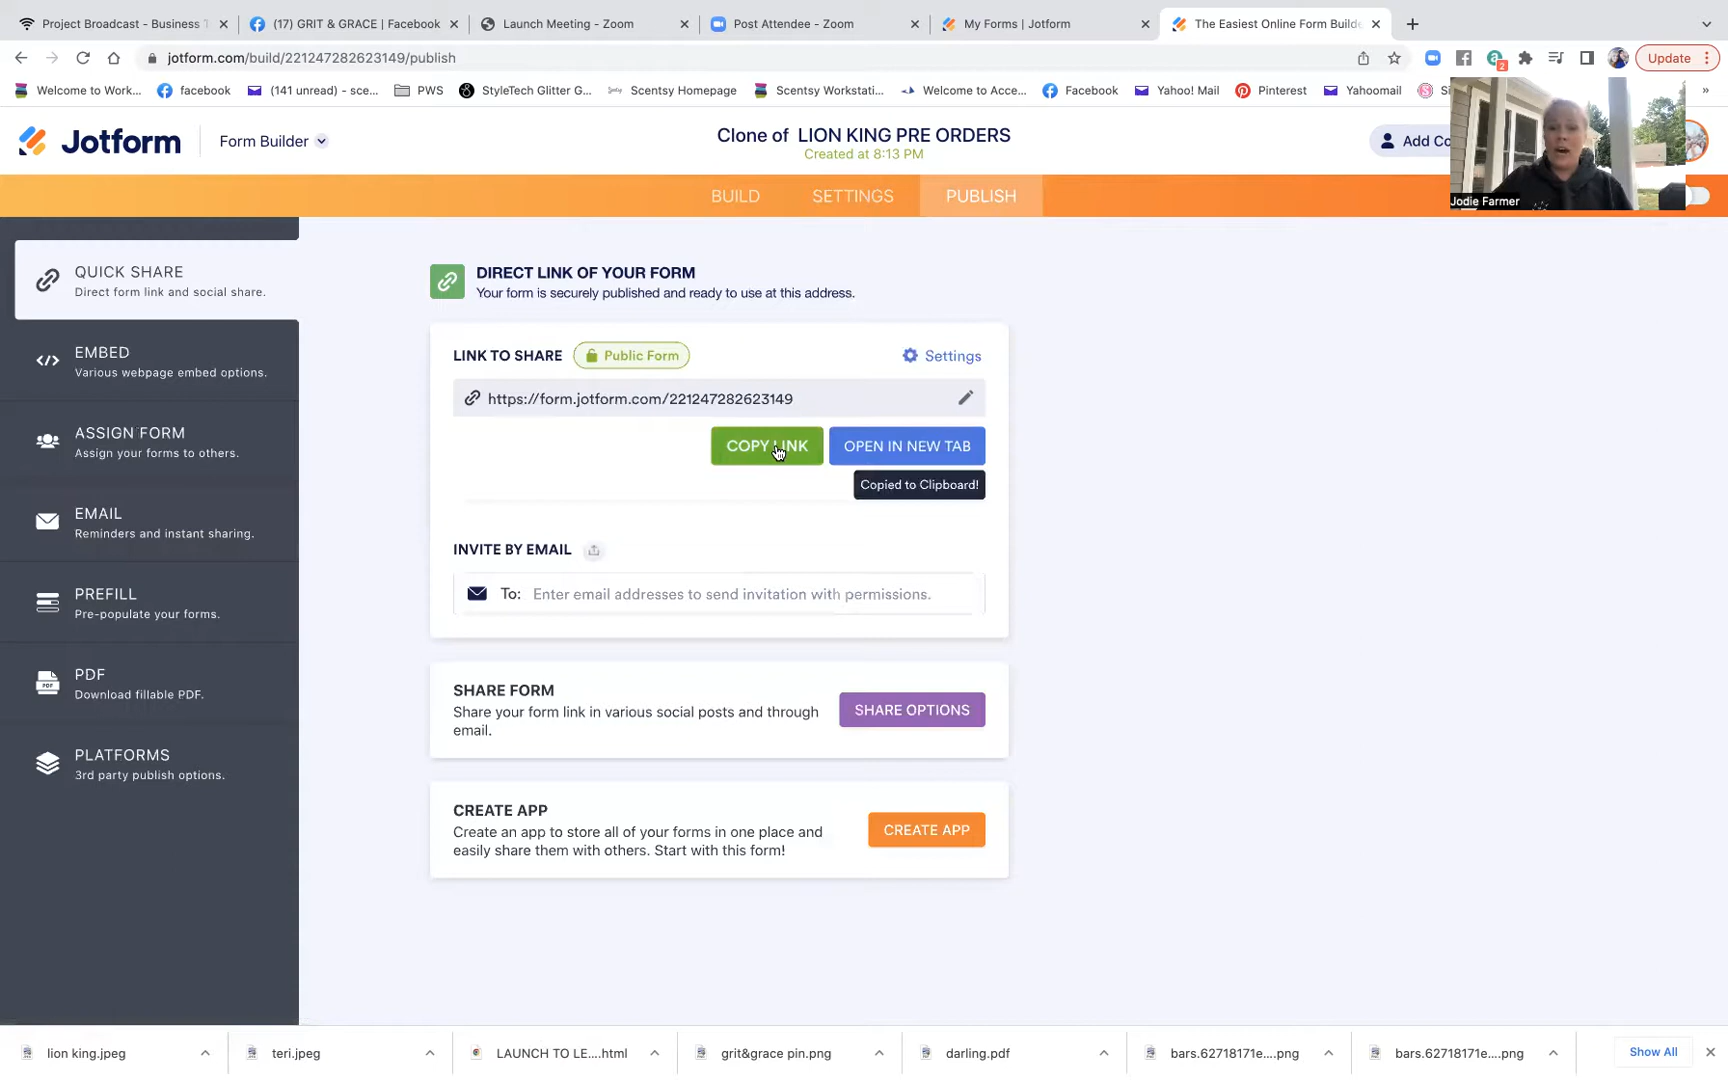 Project Broadcast - Business T
(17) GRIT & GRACE | Facebook
Launch Meeting - Zoom
Post Attendee - Zoom
My Forms | Jotform
The Easiest Online Form Builde
jotform.com/build/221247282623149/publish
2
Update
Welcome to Work...
facebook
(141 unread) - sce...
PWS
StyleTech Glitter G...
Scentsy Homepage
Scentsy Workstati...
Welcome to Acce...
Facebook
Yahoo! Mail
Pinterest
Yahoomail
Jotform
Form Builder
Clone of LION KING PRE ORDERS
Created at 8:13 PM
Jodie Farmer
BUILD
SETTINGS
PUBLISH
QUICK SHARE
Direct form link and social share.
EMBED
Various webpage embed options.
ASSIGN FORM
Assign your forms to others.
EMAIL
Reminders and instant sharing.
PREFILL
Pre-populate your forms.
PDF
Download fillable PDF.
PLATFORMS
3rd party publish options.
DIRECT LINK OF YOUR FORM
Your form is securely published and ready to use at this address.
LINK TO SHARE
Public Form
Settings
https://form.jotform.com/221247282623149
COPY LINK
OPEN IN NEW TAB
Copied to Clipboard!
INVITE BY EMAIL
To: Enter email addresses to send invitation with permissions.
SHARE FORM
Share your form link in various social posts and through
email.
SHARE OPTIONS
CREATE APP
Create an app to store all of your forms in one place and
easily share them with others. Start with this form!
CREATE APP
lion king.jpeg
teri.jpeg
LAUNCH TO LE....html
grit&grace pin.png
darling.pdf
bars.62718171e....png
bars.62718171e....png
Show All